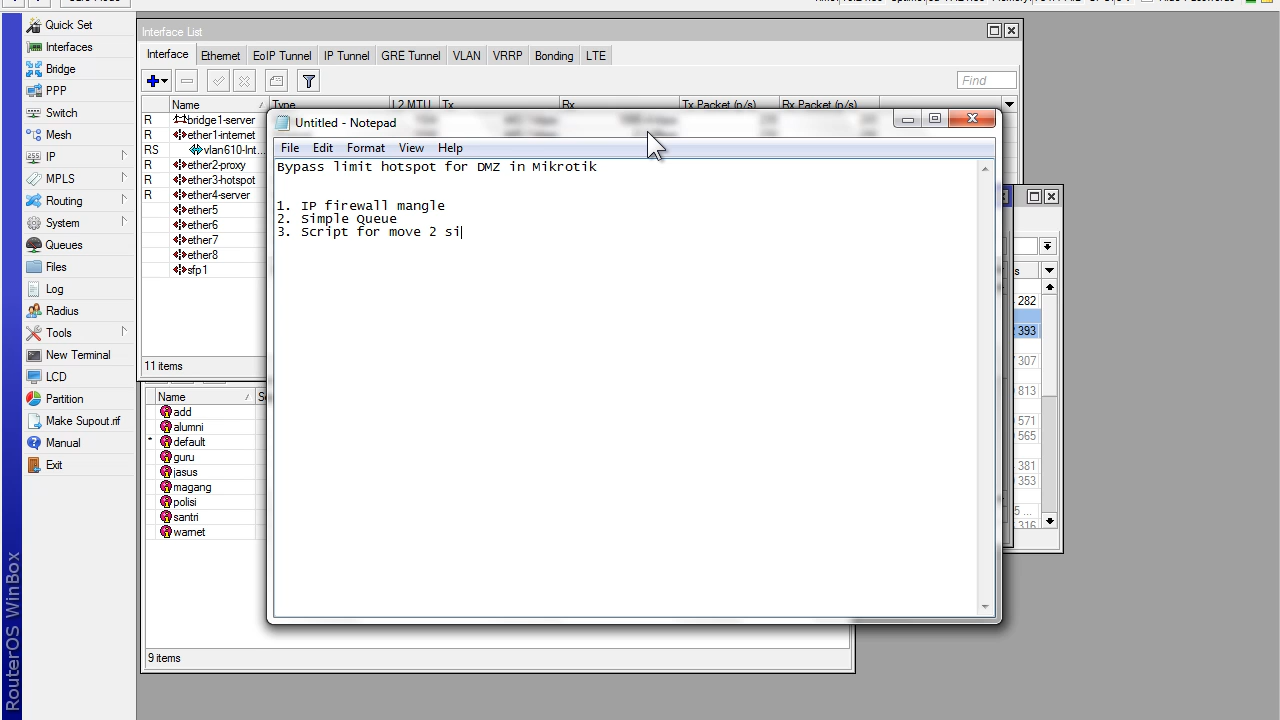 Quick Set
Interfaces
Bridge
PPP
Switch
Mesh
IP
MPLS
Routing
System
Queues
Files
Log
Radius
Tools
New Terminal
LCD
Partition
Make Supout.rif
Manual
Exit
RouterOS WinBox
Interface List
Interface Ethernet EoIP Tunnel IP Tunnel GRE Tunnel VLAN VRRP Bonding LTE
Find
Name Type L2 MTU Tx Rx Tx Packet (p/s) Rx Packet (p/s)
R bridge1-server
R ether1-internet
RS vlan610-Int...
R ether2-proxy
R ether3-hotspot
R ether4-server
ether5
ether6
ether7
ether8
sfp1
11 items
Untitled - Notepad
File Edit Format View Help
Bypass limit hotspot for DMZ in Mikrotik
1. IP firewall mangle
2. Simple Queue
3. Script for move 2 si
Name
add
alumni
* default
guru
jasus
magang
polisi
santri
warnet
9 items
s
282
393
307
813
571
565
381
353
5 ...
316